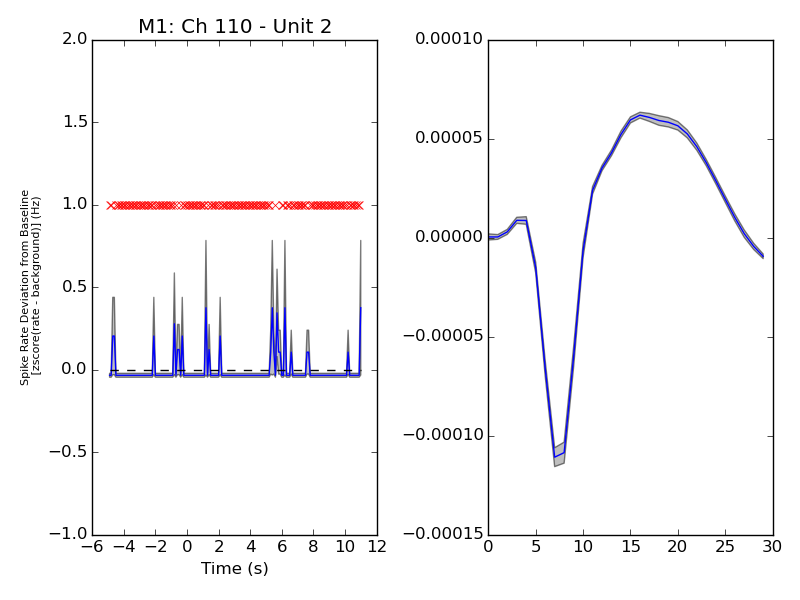 M1: Ch 110 - Unit 2
2.0
1.5
1.0
0.5
0.0
−0.5
−1.0
−6 −4 −2 0 2 4 6 8 10 12
Time (s)
Spike Rate Deviation from Baseline
[zscore(rate - background)] (Hz)
0.00010
0.00005
0.00000
−0.00005
−0.00010
−0.00015
0 5 10 15 20 25 30